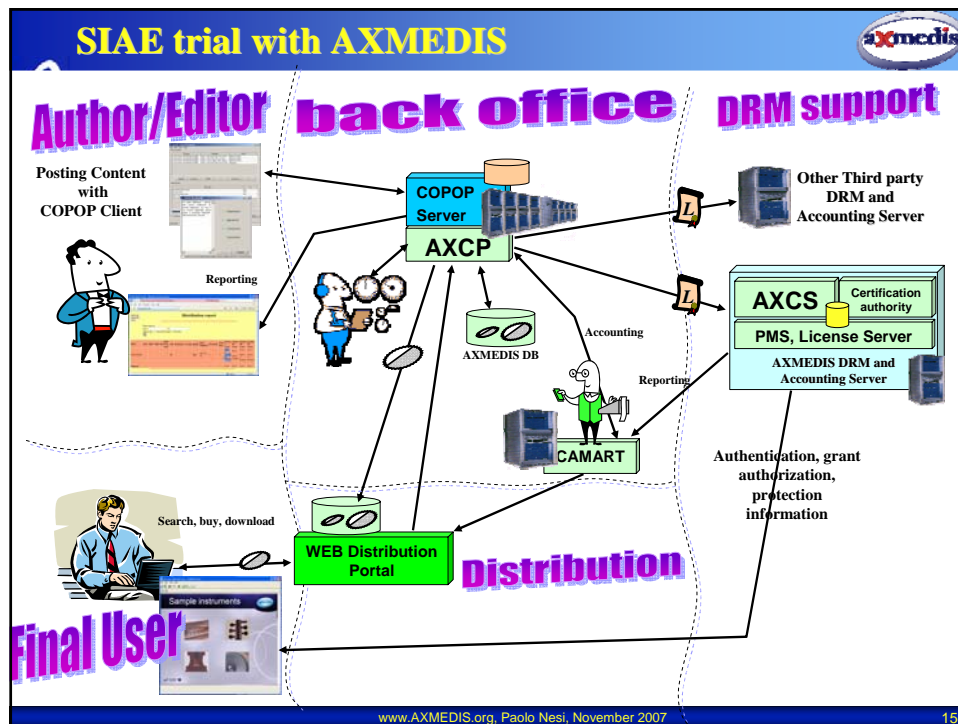 SIAE trial with AXMEDIS
axmedis
Author/Editor
back office
DRM support
Posting Content
with
COPOP Client
COPOP
Server
AXCP
L
Other Third party
DRM and
Accounting Server
Reporting
AXMEDIS DB
Accounting
L
AXCS
Certification
authority
PMS, License Server
AXMEDIS DRM and
Accounting Server
Reporting
CAMART
Authentication, grant
authorization,
protection
information
Search, buy, download
WEB Distribution
Portal
Distribution
Sample instruments
Final User
www.AXMEDIS.org, Paolo Nesi, November 2007
15